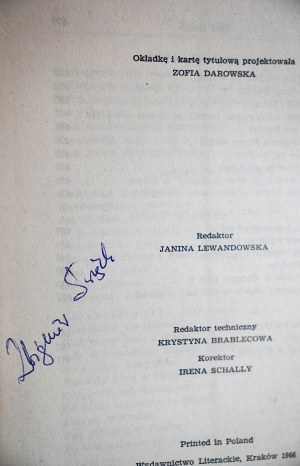 Okładkę i kartę tytułową projektowała
ZOFIA DAROWSKA
Redaktor
JANINA LEWANDOWSKA
Zbigniew
Redaktor techniczny
KRYSTYNA BRABLECOWA
Korektor
IRENA SCHALLY
Printed in Poland
Wydawnictwo Literackie, Kraków 1966